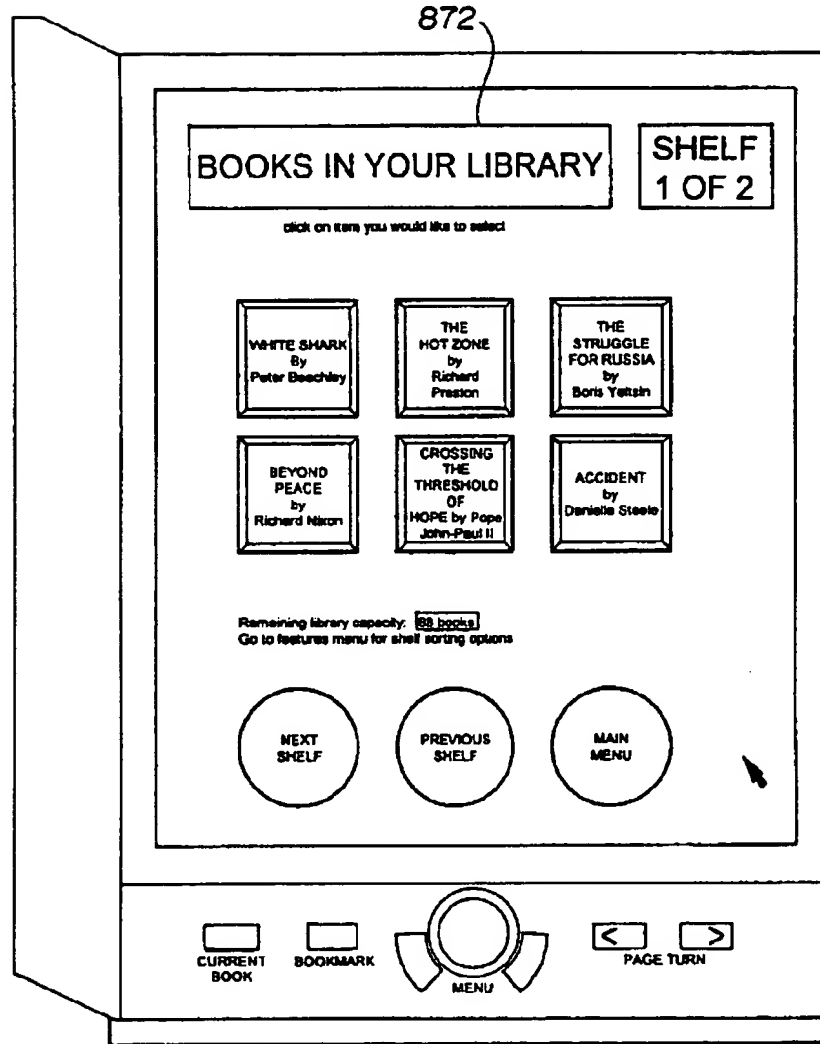 872
BOOKS IN YOUR LIBRARY
SHELF
1 OF 2
click on item you would like to select
WHITE SHARK
By
Peter Beechley
THE
HOT ZONE
by
Richard
Preston
THE
STRUGGLE
FOR RUSSIA
by
Boris Yeltsin
BEYOND
PEACE
by
Richard Nixon
CROSSING
THE
THRESHOLD
OF
HOPE by Pope
John-Paul II
ACCIDENT
by
Danielle Steele
Remaining library capacity: 88 books
Go to features menu for shelf sorting options
NEXT
SHELF
PREVIOUS
SHELF
MAIN
MENU
CURRENT
BOOK
BOOKMARK
MENU
< >
PAGE TURN